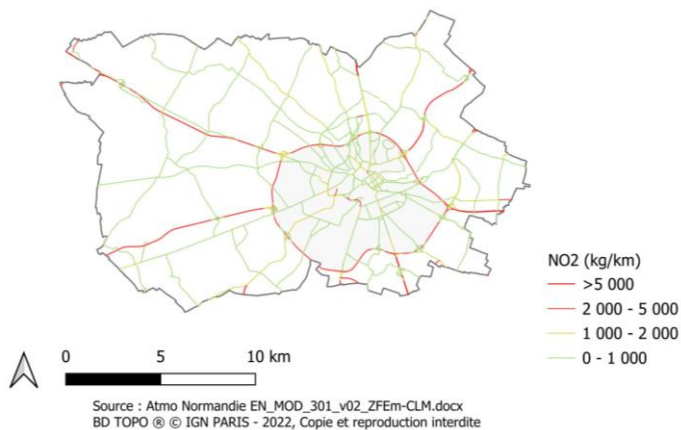 NO2 (kg/km)
>5 000
2 000 - 5 000
1 000 - 2 000
0 - 1 000
0 5 10 km
Source : Atmo Normandie EN_MOD_301_v02_ZFEm-CLM.docx
BD TOPO ® © IGN PARIS - 2022, Copie et reproduction interdite